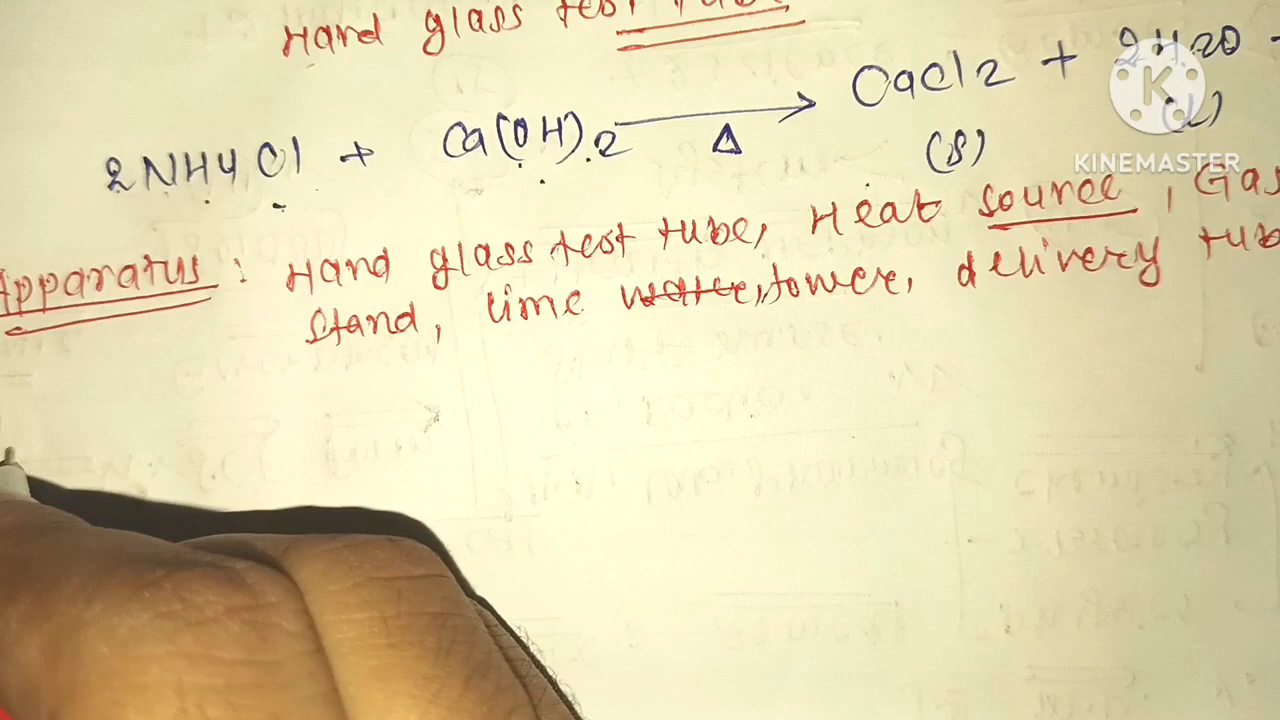 Hard glass test tube
2NH4Cl + Ca(OH)2 → Δ CaCl2 + 2H2O +
(s) (l)
KINEMASTER
Apparatus : Hard glass test tube, Heat source, Gas
stand, lime water, tower, delivery tub